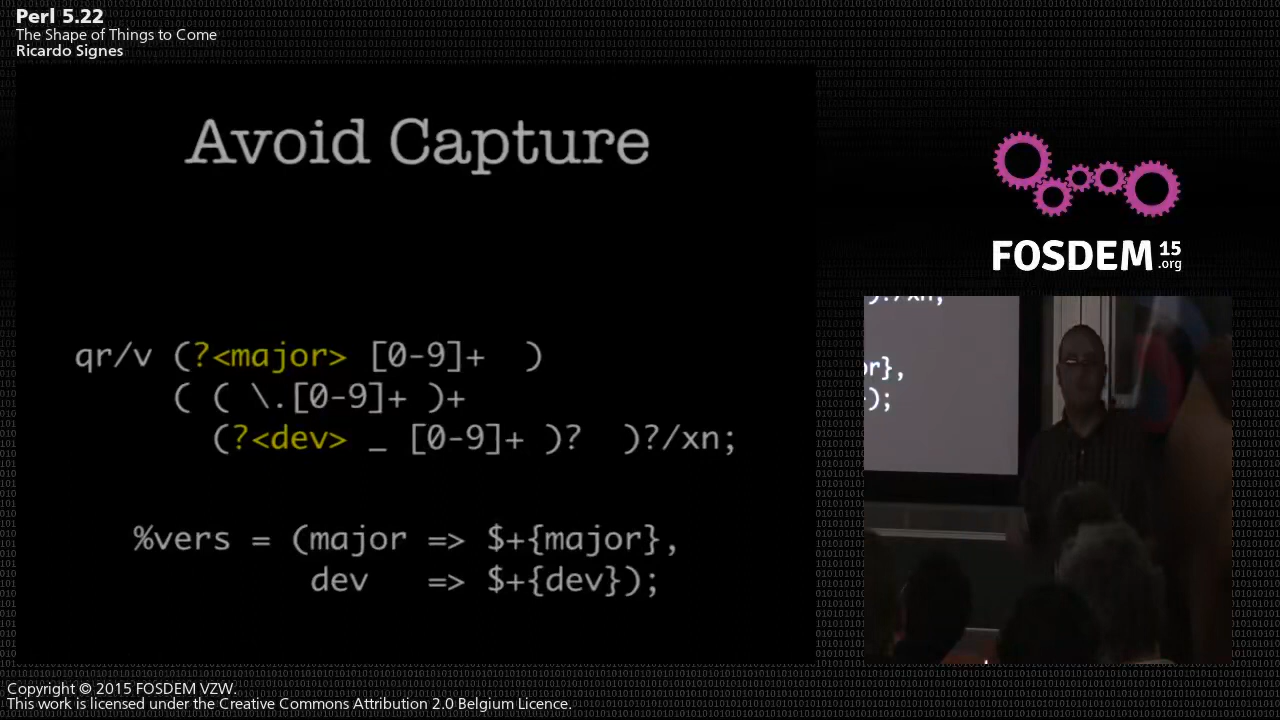 Perl 5.22
The Shape of Things to Come
Ricardo Signes
Avoid Capture
qr/v (?<major> [0-9]+  )
( ( \.[0-9]+ )+
(?<dev> _ [0-9]+ )?  )?/xn;
%vers = (major => $+{major},
dev   => $+{dev});
FOSDEM 15
.org
)?/xn;
or},
});
Copyright © 2015 FOSDEM VZW.
This work is licensed under the Creative Commons Attribution 2.0 Belgium Licence.